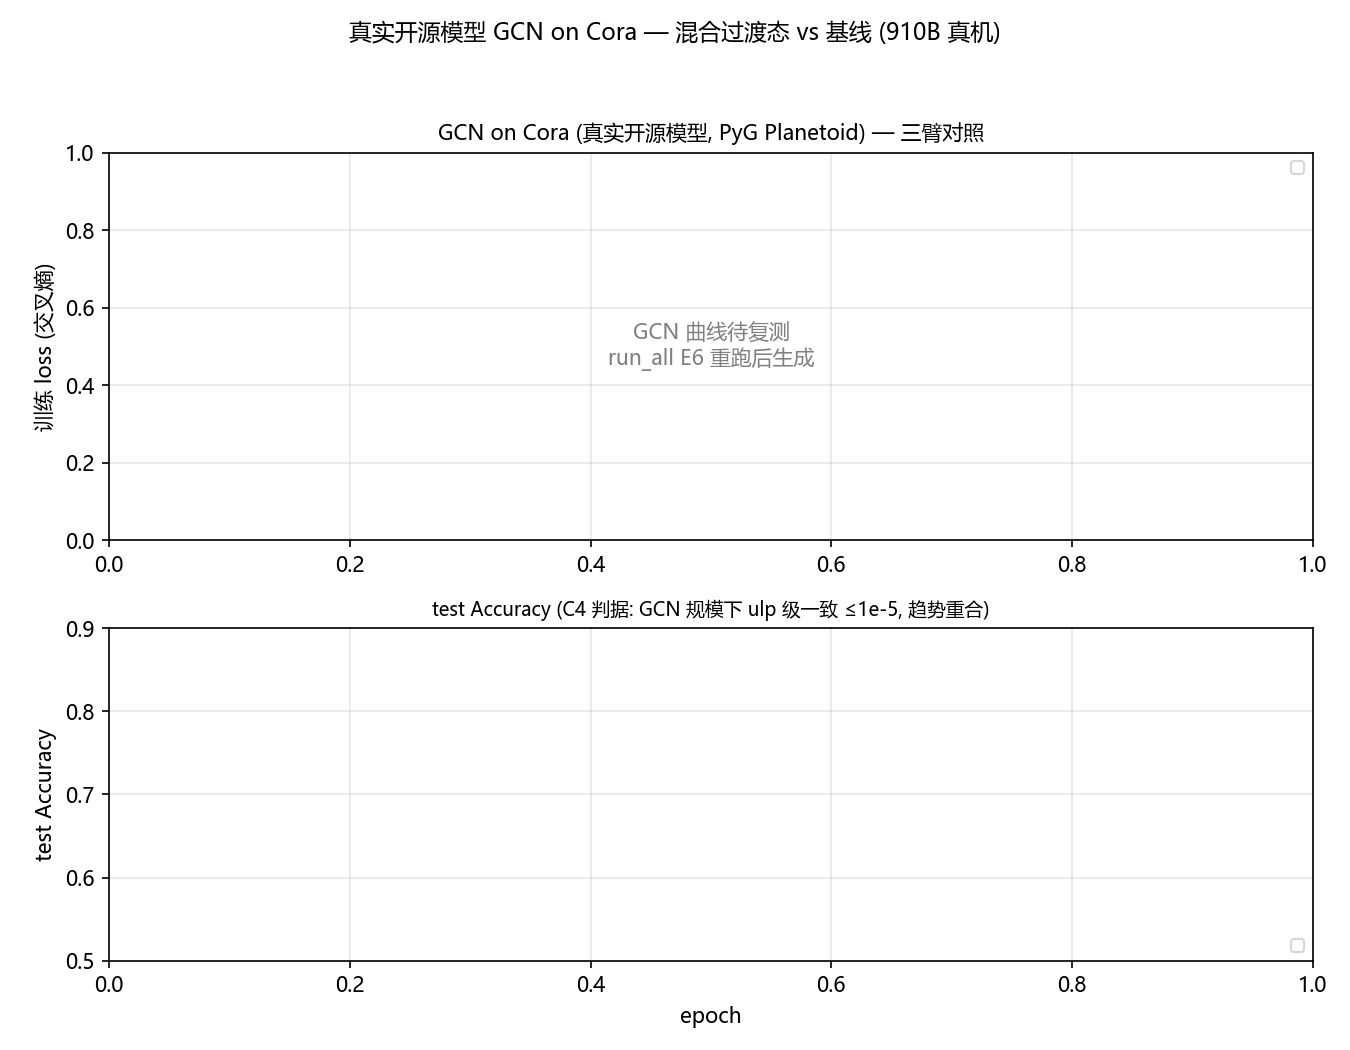 真实开源模型 GCN on Cora — 混合过渡态 vs 基线 (910B 真机)
GCN on Cora (真实开源模型, PyG Planetoid) — 三臂对照
训练 loss (交叉熵)
1.0
0.8
0.6
0.4
0.2
0.0
GCN 曲线待复测
run_all E6 重跑后生成
0.0 0.2 0.4 0.6 0.8 1.0
test Accuracy (C4 判据: GCN 规模下 ulp 级一致 ≤1e-5, 趋势重合)
test Accuracy
0.9
0.8
0.7
0.6
0.5
0.0 0.2 0.4 0.6 0.8 1.0
epoch